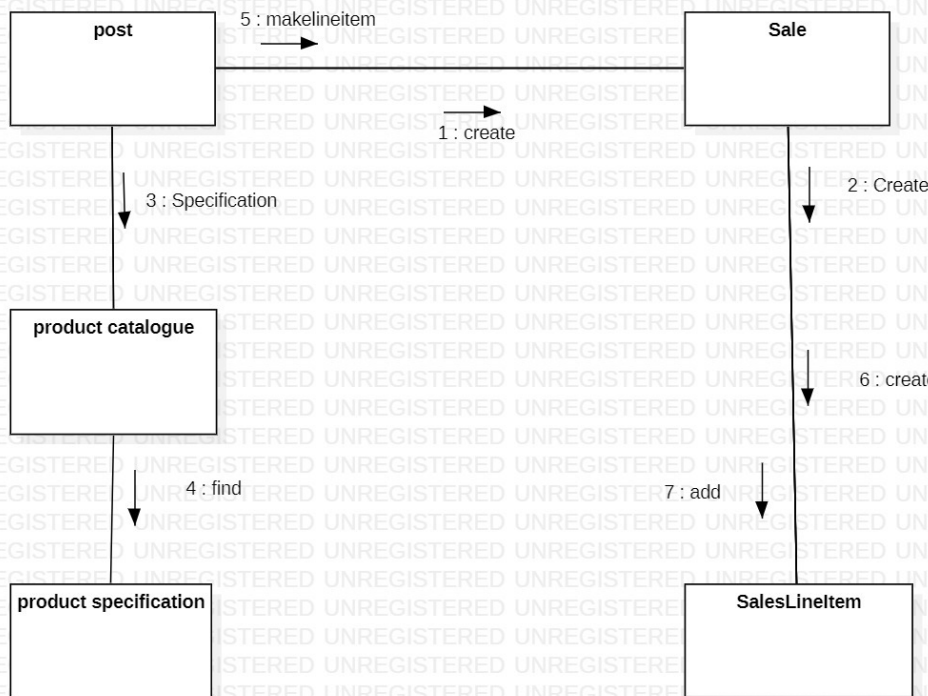 5 : makelineitem
post
Sale
1 : create
2 : Create
3 : Specification
product catalogue
6 : create
4 : find
7 : add
product specification
SalesLineItem
UNREGISTERED